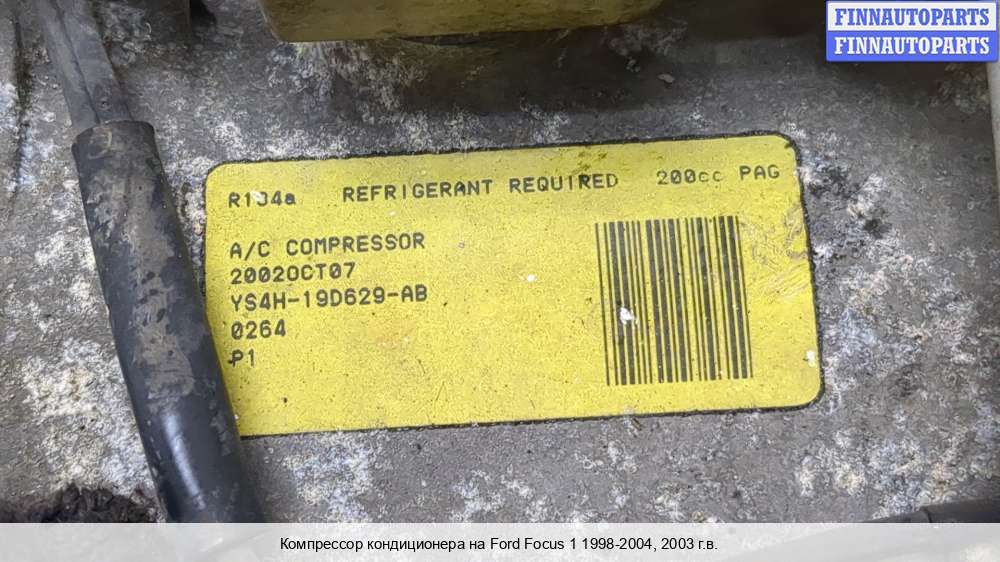 FINNAUTOPARTS
FINNAUTOPARTS
R134a REFRIGERANT REQUIRED 200cc PAG
A/C COMPRESSOR
2002OCT07
YS4H-19D629-AB
0264
P1
Компрессор кондиционера на Ford Focus 1 1998-2004, 2003 г.в.